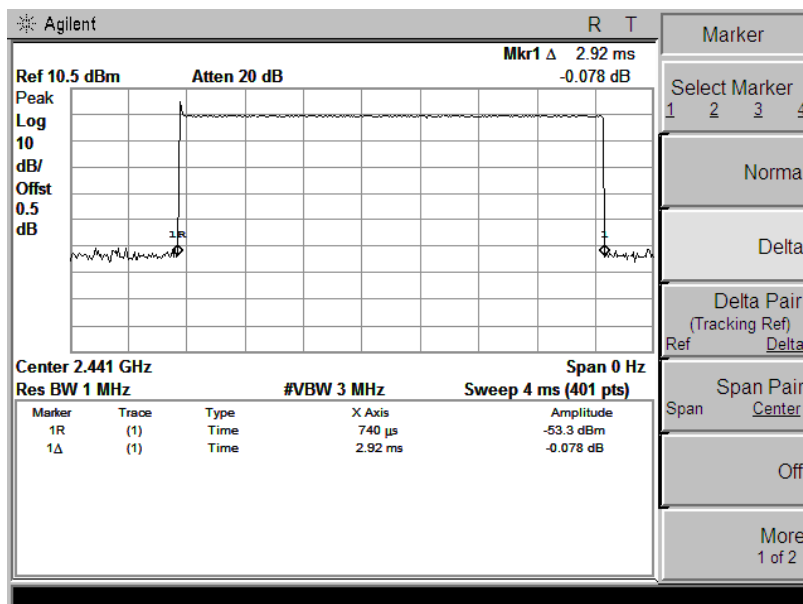 Agilent R T
Mkr1 Δ 2.92 ms
Ref 10.5 dBm Atten 20 dB -0.078 dB
Peak
Log
10
dB/
Offst
0.5
dB
1R
1
Center 2.441 GHz Span 0 Hz
Res BW 1 MHz #VBW 3 MHz Sweep 4 ms (401 pts)
Marker Trace Type X Axis Amplitude
1R (1) Time 740 µs -53.3 dBm
1Δ (1) Time 2.92 ms -0.078 dB
Marker
Select Marker
1 2 3 4
Norma
Delta
Delta Pair
(Tracking Ref)
Ref Delta
Span Pair
Span Center
Off
More
1 of 2